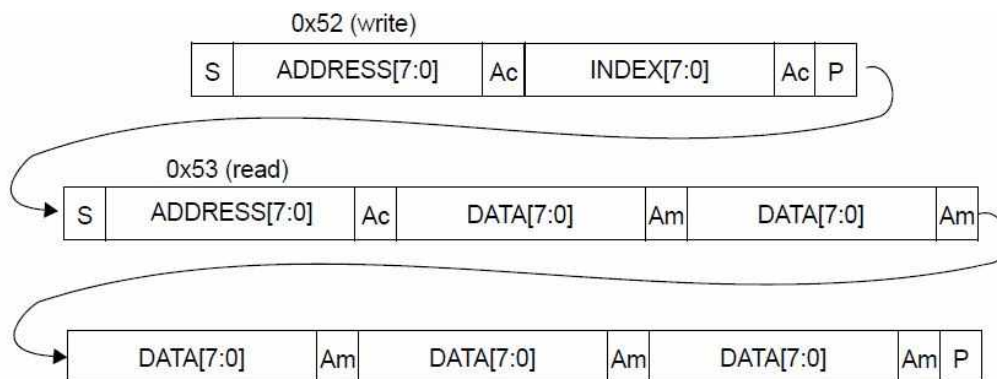 0x52 (write)
S ADDRESS[7:0] Ac INDEX[7:0] Ac P
0x53 (read)
S ADDRESS[7:0] Ac DATA[7:0] Am DATA[7:0] Am
DATA[7:0] Am DATA[7:0] Am DATA[7:0] Am P